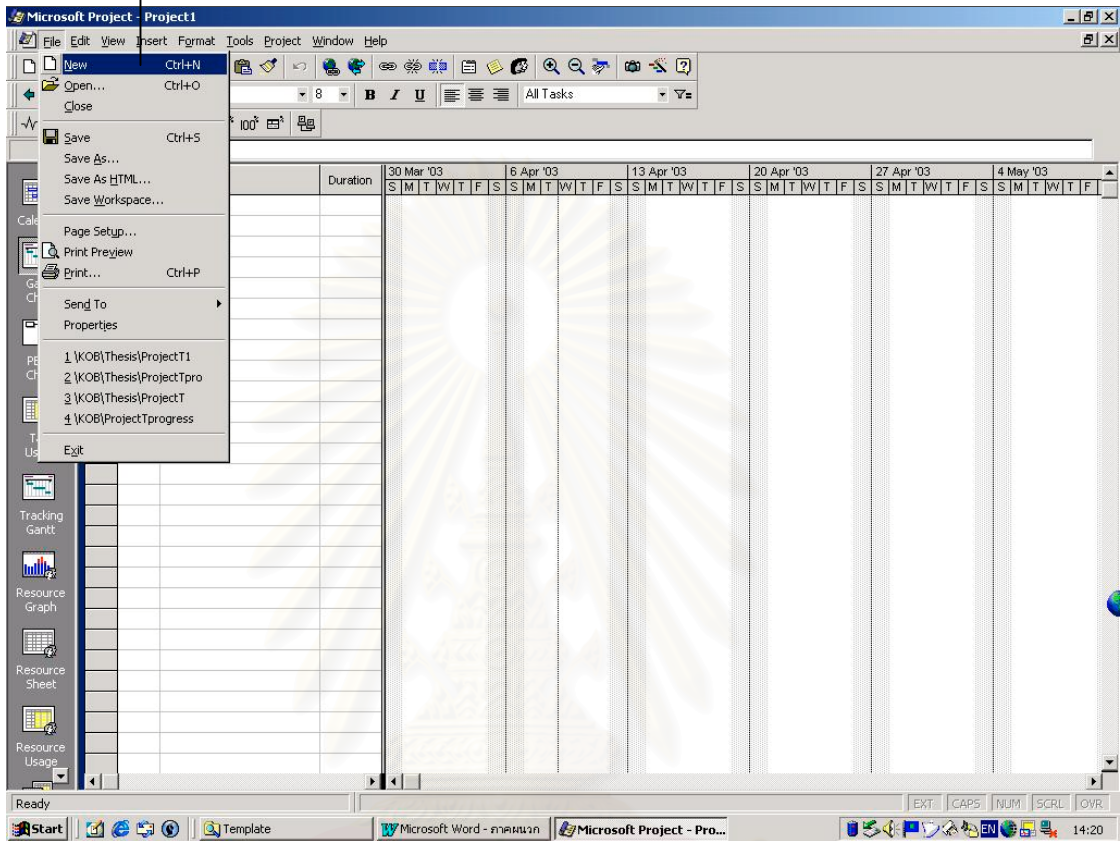 Microsoft Project - Project1
File Edit View Insert Format Tools Project Window Help
New Ctrl+N
Open... Ctrl+O
Close
Save Ctrl+S
Save As...
Save As HTML...
Save Workspace...
Page Setup...
Print Preview
Print... Ctrl+P
Send To
Properties
1 \KOB\Thesis\ProjectT1
2 \KOB\Thesis\ProjectTpro
3 \KOB\Thesis\ProjectT
4 \KOB\ProjectTprogress
Exit
8 B I U All Tasks
Duration
30 Mar '03 6 Apr '03 13 Apr '03 20 Apr '03 27 Apr '03 4 May '03
S M T W T F S S M T W T F S S M T W T F S S M T W T F S S M T W T F S S M T W T F
Tracking
Gantt
Resource
Graph
Resource
Sheet
Resource
Usage
Ready
EXT CAPS NUM SCRL OVR
Start Template Microsoft Word - ภาคผนวก Microsoft Project - Pro... EN 14:20